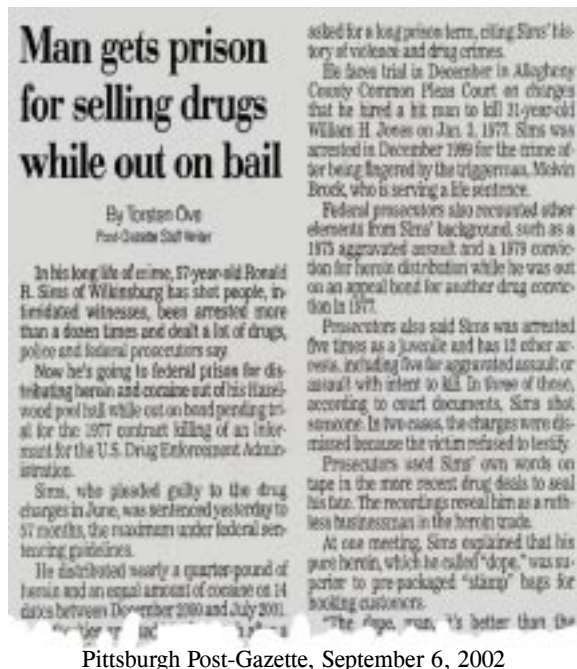 Man gets prison
for selling drugs
while out on bail
By Torsten Ove
Post-Gazette Staff Writer
In his long life of crime, 57-year-old Ronald
R. Sims of Wilkinsburg has shot people, in-
timidated witnesses, been arrested more
than a dozen times and dealt a lot of drugs,
police and federal prosecutors say.
Now he's going to federal prison for dis-
tributing heroin and cocaine out of his Hazel-
wood pool hall while out on bond pending tri-
al for the 1977 contract killing of an infor-
mant for the U.S. Drug Enforcement Admin-
istration.
Sims, who pleaded guilty to the drug
charges in June, was sentenced yesterday to
57 months, the maximum under federal sen-
tencing guidelines.
He distributed nearly a quarter-pound of
heroin and an equal amount of cocaine on 14
dates between December 2000 and July 2001.
asked for a long prison term, citing Sims' his-
tory of violence and drug crimes.
He faces trial in December in Allegheny
County Common Pleas Court on charges
that he hired a hit man to kill 31-year-old
William H. Jones on Jan. 2, 1977. Sims was
arrested in December 1999 for the crime af-
ter being fingered by the triggerman, Melvin
Brock, who is serving a life sentence.
Federal prosecutors also recounted other
elements from Sims' background, such as a
1975 aggravated assault and a 1979 convic-
tion for heroin distribution while he was out
on an appeal bond for another drug convic-
tion in 1977.
Prosecutors also said Sims was arrested
five times as a juvenile and has 12 other ar-
rests, including five for aggravated assault or
assault with intent to kill. In three of those,
according to court documents, Sims shot
someone. In two cases, the charges were dis-
missed because the victim refused to testify.
Prosecutors used Sims' own words on
tape in the more recent drug deals to seal
his fate. The recordings reveal him as a ruth-
less businessman in the heroin trade.
At one meeting, Sims explained that his
pure heroin, which he called "dope," was su-
perior to pre-packaged "stamp" bags for
hooking customers.
"The dope, man, it's better than the
Pittsburgh Post-Gazette, September 6, 2002